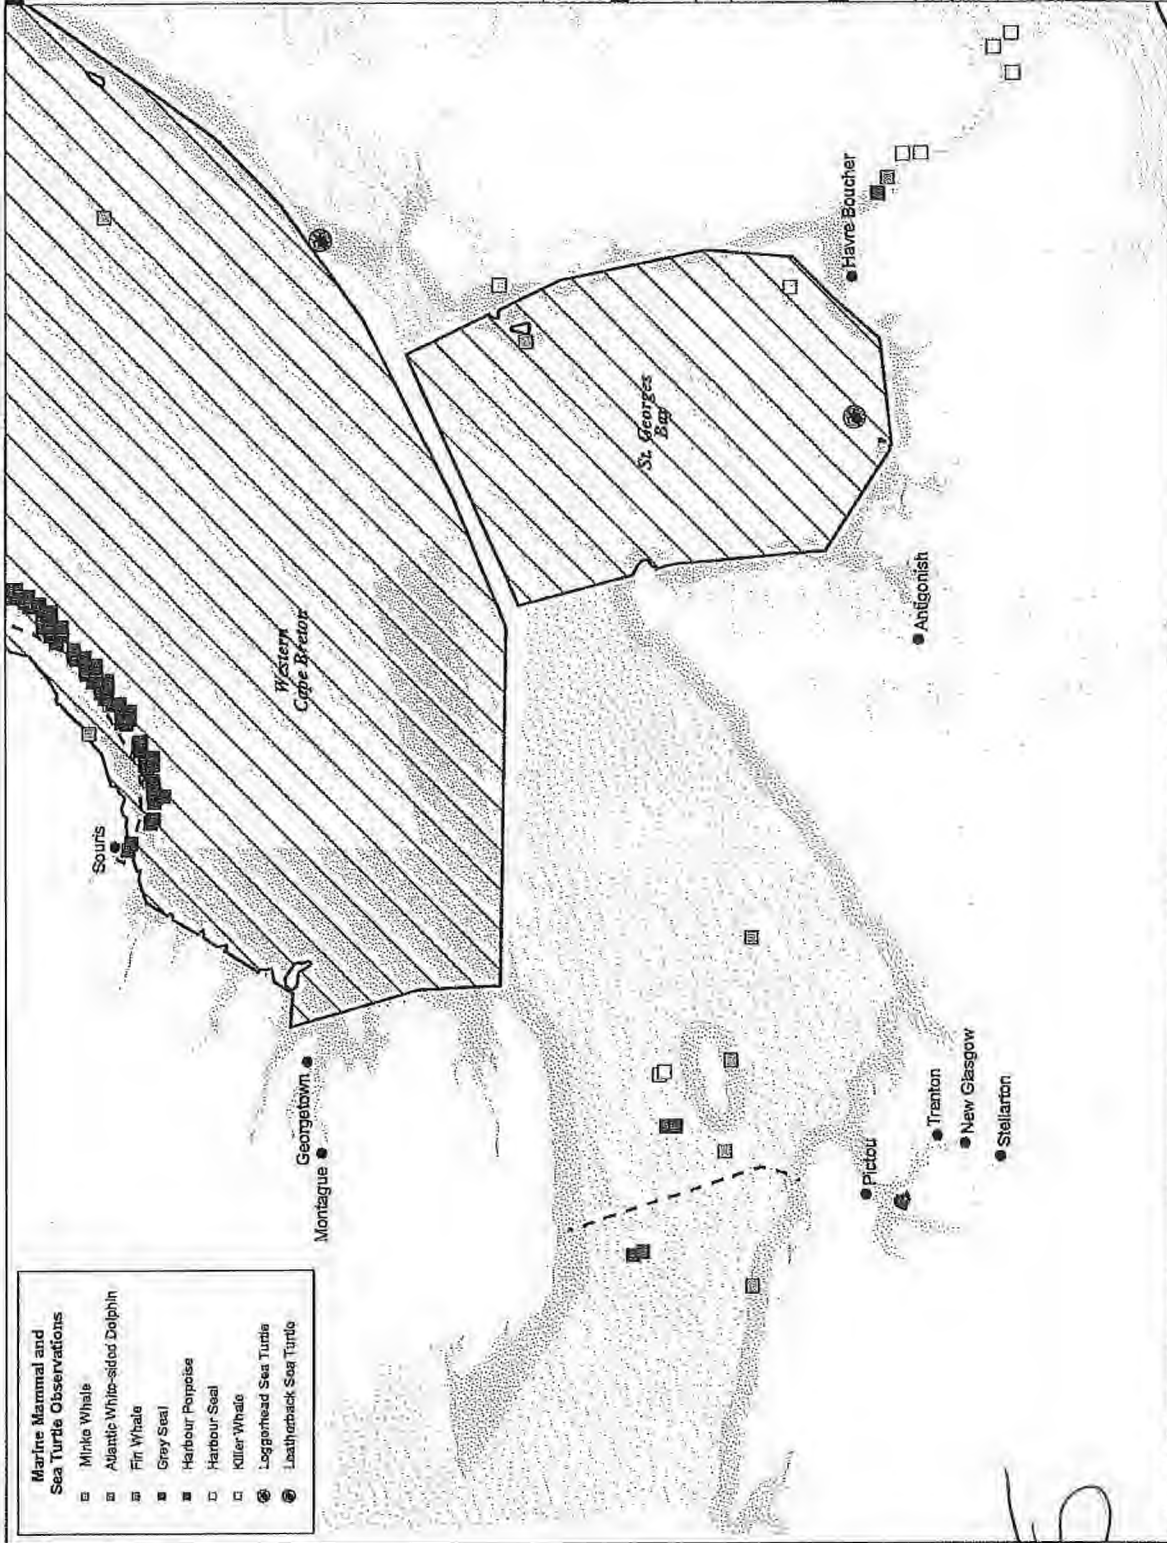 Marine Mammal and
Sea Turtle Observations
Minke Whale
Atlantic White-sided Dolphin
Fin Whale
Grey Seal
Harbour Porpoise
Harbour Seal
Killer Whale
Loggerhead Sea Turtle
Leatherback Sea Turtle
Souris
Georgetown
Montague
Western
Cape Breton
St. Georges
Bay
Havre Boucher
Antigonish
Pictou
Trenton
New Glasgow
Stellarton